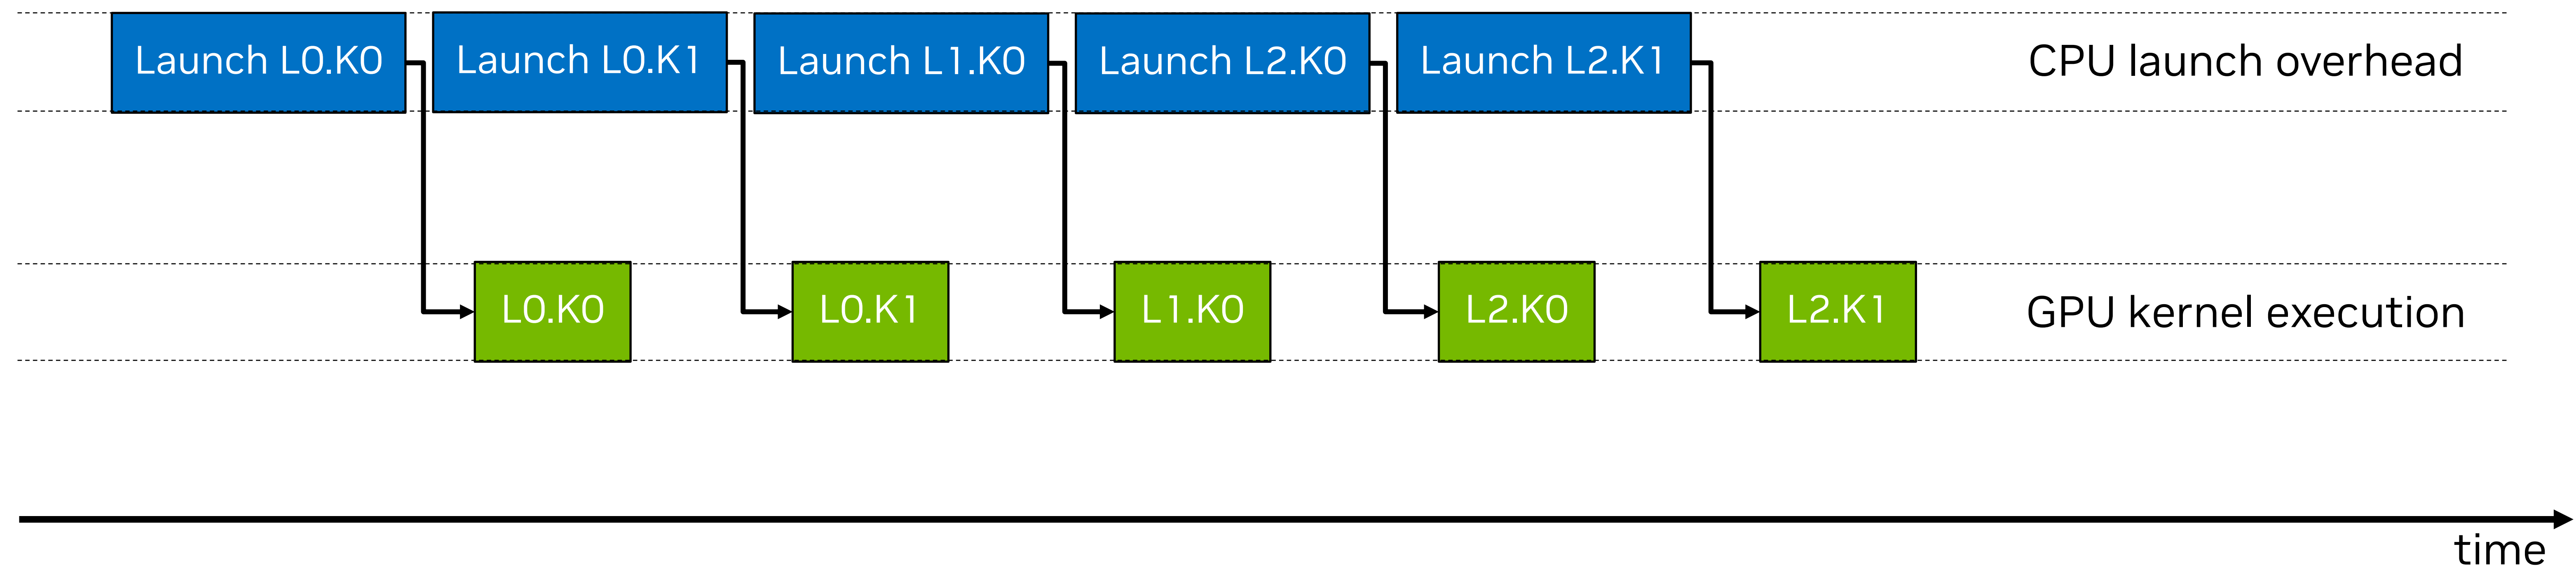 Launch L0.K0
Launch L0.K1
Launch L1.K0
Launch L2.K0
Launch L2.K1
CPU launch overhead
L0.K0
L0.K1
L1.K0
L2.K0
L2.K1
GPU kernel execution
time